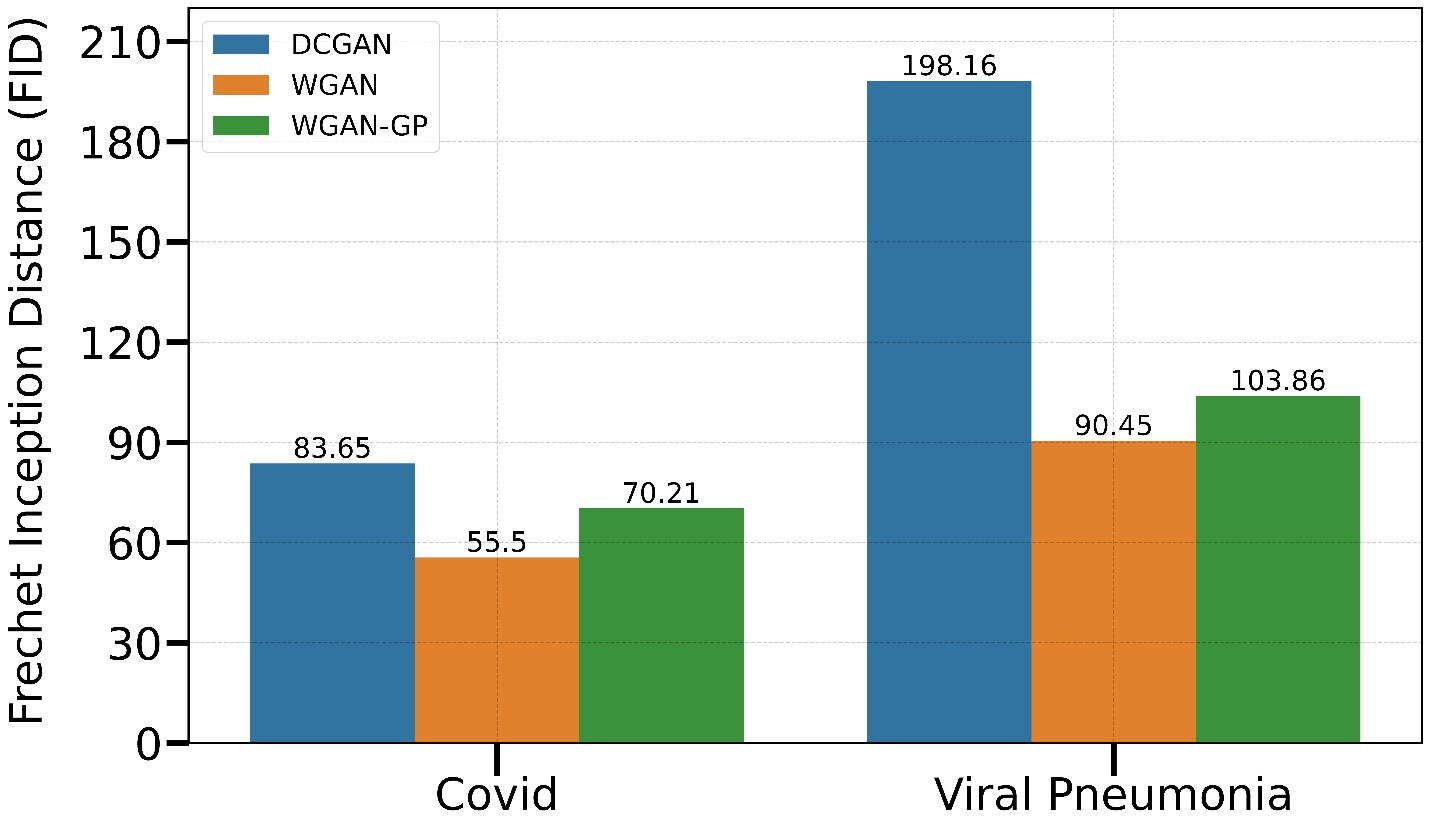 Frechet Inception Distance (FID)
210
180
150
120
90
60
30
0
DCGAN
WGAN
WGAN-GP
83.65
55.5
70.21
198.16
90.45
103.86
Covid
Viral Pneumonia